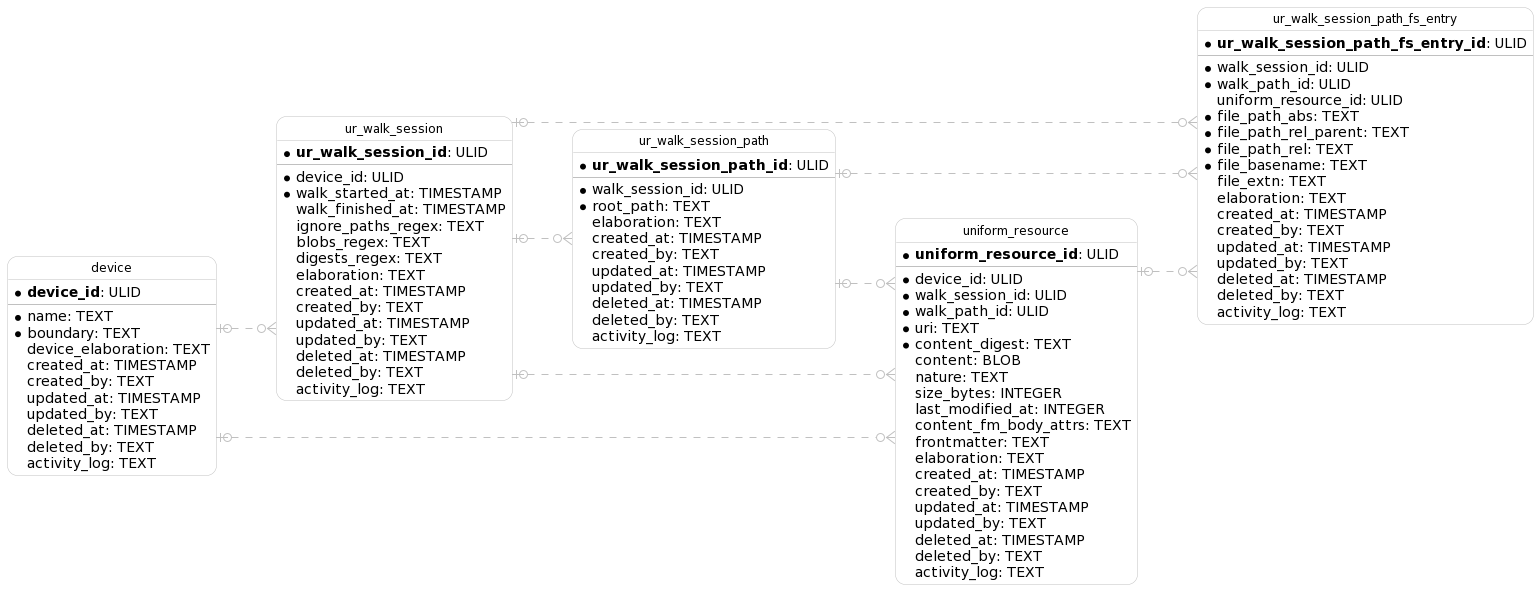 device
• device_id: ULID
• name: TEXT
• boundary: TEXT
device_elaboration: TEXT
created_at: TIMESTAMP
created_by: TEXT
updated_at: TIMESTAMP
updated_by: TEXT
deleted_at: TIMESTAMP
deleted_by: TEXT
activity_log: TEXT
ur_walk_session
• ur_walk_session_id: ULID
• device_id: ULID
• walk_started_at: TIMESTAMP
walk_finished_at: TIMESTAMP
ignore_paths_regex: TEXT
blobs_regex: TEXT
digests_regex: TEXT
elaboration: TEXT
created_at: TIMESTAMP
created_by: TEXT
updated_at: TIMESTAMP
updated_by: TEXT
deleted_at: TIMESTAMP
deleted_by: TEXT
activity_log: TEXT
ur_walk_session_path
• ur_walk_session_path_id: ULID
• walk_session_id: ULID
• root_path: TEXT
elaboration: TEXT
created_at: TIMESTAMP
created_by: TEXT
updated_at: TIMESTAMP
updated_by: TEXT
deleted_at: TIMESTAMP
deleted_by: TEXT
activity_log: TEXT
uniform_resource
• uniform_resource_id: ULID
• device_id: ULID
• walk_session_id: ULID
• walk_path_id: ULID
• uri: TEXT
• content_digest: TEXT
content: BLOB
nature: TEXT
size_bytes: INTEGER
last_modified_at: INTEGER
content_fm_body_attrs: TEXT
frontmatter: TEXT
elaboration: TEXT
created_at: TIMESTAMP
created_by: TEXT
updated_at: TIMESTAMP
updated_by: TEXT
deleted_at: TIMESTAMP
deleted_by: TEXT
activity_log: TEXT
ur_walk_session_path_fs_entry
• ur_walk_session_path_fs_entry_id: ULID
• walk_session_id: ULID
• walk_path_id: ULID
uniform_resource_id: ULID
• file_path_abs: TEXT
• file_path_rel_parent: TEXT
• file_path_rel: TEXT
• file_basename: TEXT
file_extn: TEXT
elaboration: TEXT
created_at: TIMESTAMP
created_by: TEXT
updated_at: TIMESTAMP
updated_by: TEXT
deleted_at: TIMESTAMP
deleted_by: TEXT
activity_log: TEXT